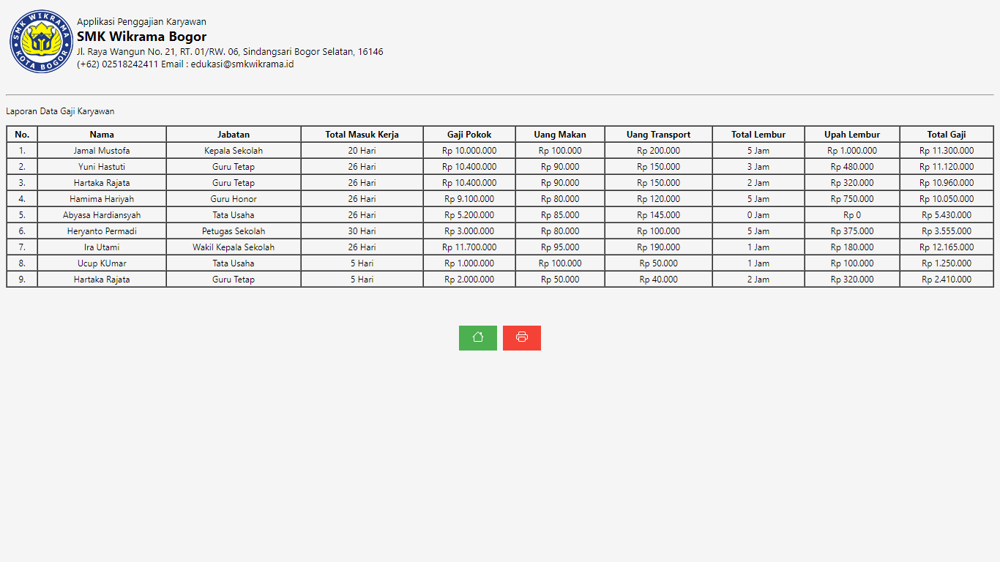 SMK WIKRAMA
KOTA BOGOR
Applikasi Penggajian Karyawan
SMK Wikrama Bogor
Jl. Raya Wangun No. 21, RT. 01/RW. 06, Sindangsari Bogor Selatan, 16146
(+62) 02518242411 Email : edukasi@smkwikrama.id
Laporan Data Gaji Karyawan
No. Nama Jabatan Total Masuk Kerja Gaji Pokok Uang Makan Uang Transport Total Lembur Upah Lembur Total Gaji
1. Jamal Mustofa Kepala Sekolah 20 Hari Rp 10.000.000 Rp 100.000 Rp 200.000 5 Jam Rp 1.000.000 Rp 11.300.000
2. Yuni Hastuti Guru Tetap 26 Hari Rp 10.400.000 Rp 90.000 Rp 150.000 3 Jam Rp 480.000 Rp 11.120.000
3. Hartaka Rajata Guru Tetap 26 Hari Rp 10.400.000 Rp 90.000 Rp 150.000 2 Jam Rp 320.000 Rp 10.960.000
4. Hamima Hariyah Guru Honor 26 Hari Rp 9.100.000 Rp 80.000 Rp 120.000 5 Jam Rp 750.000 Rp 10.050.000
5. Abyasa Hardiansyah Tata Usaha 26 Hari Rp 5.200.000 Rp 85.000 Rp 145.000 0 Jam Rp 0 Rp 5.430.000
6. Heryanto Permadi Petugas Sekolah 30 Hari Rp 3.000.000 Rp 80.000 Rp 100.000 5 Jam Rp 375.000 Rp 3.555.000
7. Ira Utami Wakil Kepala Sekolah 26 Hari Rp 11.700.000 Rp 95.000 Rp 190.000 1 Jam Rp 180.000 Rp 12.165.000
8. Ucup KUmar Tata Usaha 5 Hari Rp 1.000.000 Rp 100.000 Rp 50.000 1 Jam Rp 100.000 Rp 1.250.000
9. Hartaka Rajata Guru Tetap 5 Hari Rp 2.000.000 Rp 50.000 Rp 40.000 2 Jam Rp 320.000 Rp 2.410.000